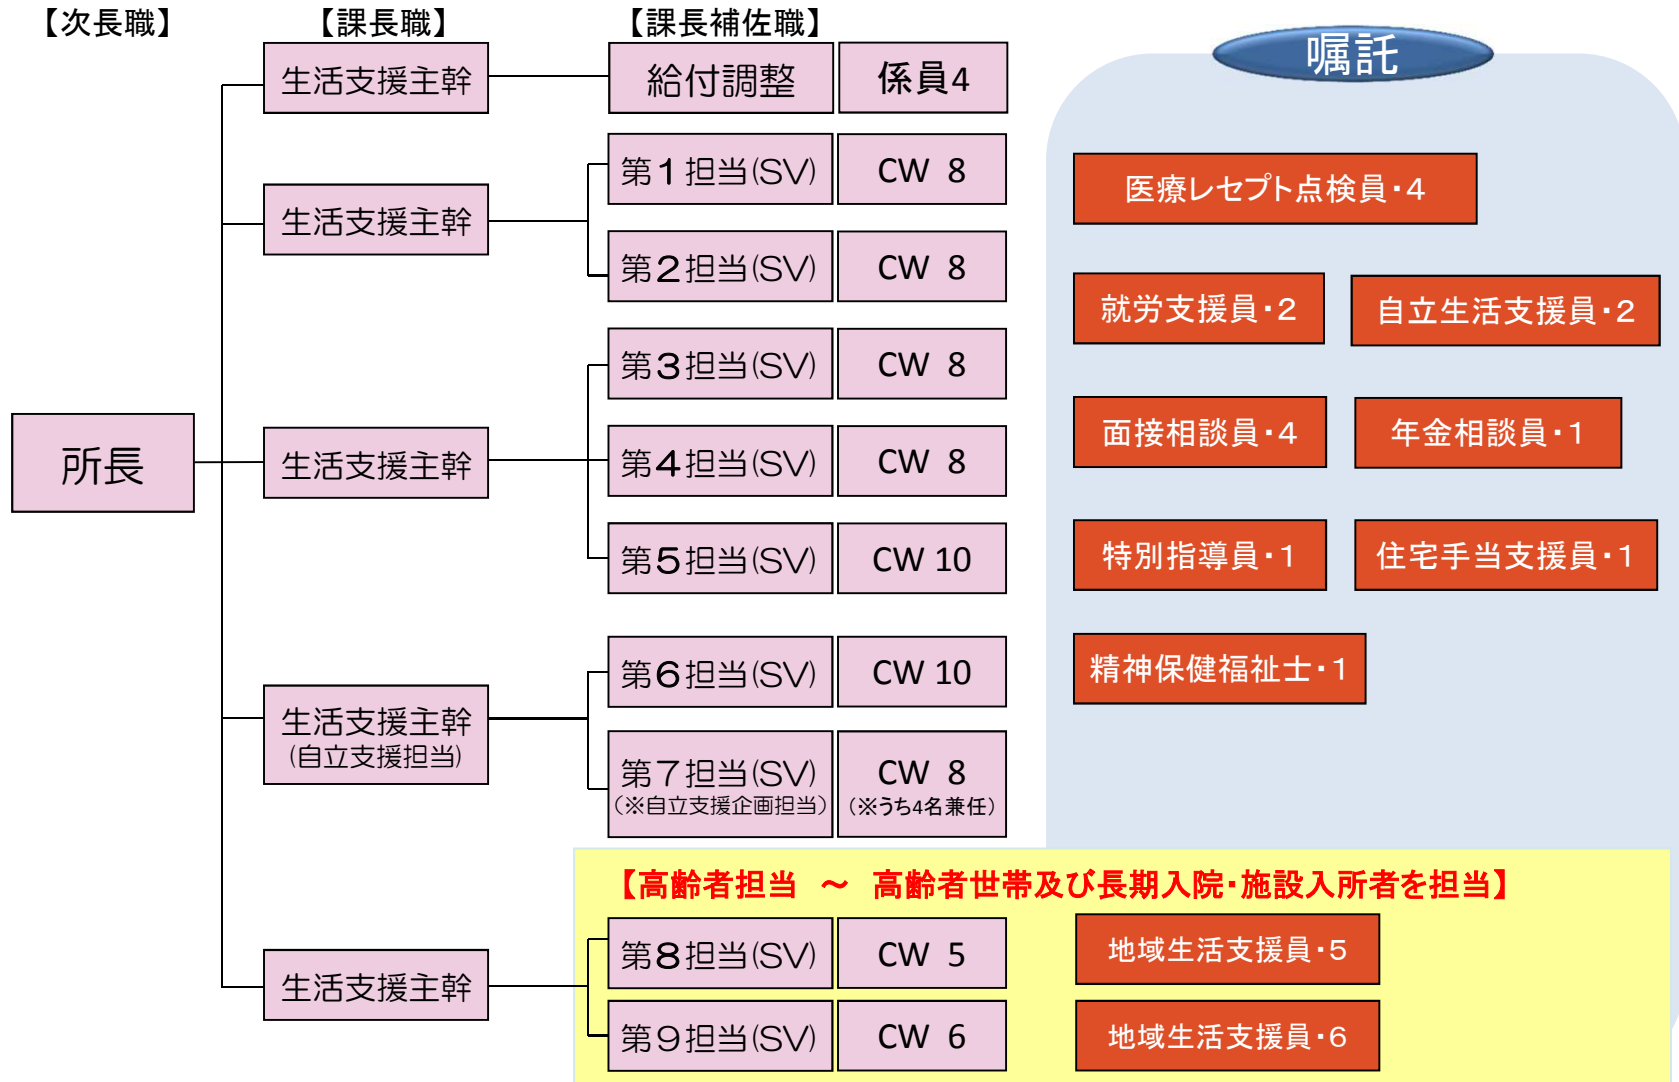 【次長職】
【課長職】
【課長補佐職】
嘱託
生活支援主幹
給付調整
係員4
第1担当(SV)
CW 8
生活支援主幹
第2担当(SV)
CW 8
第3担当(SV)
CW 8
所長
生活支援主幹
第4担当(SV)
CW 8
第5担当(SV)
CW 10
第6担当(SV)
CW 10
生活支援主幹
(自立支援担当)
第7担当(SV)
(※自立支援企画担当)
CW 8
(※うち4名兼任)
医療レセプト点検員・4
就労支援員・2
自立生活支援員・2
面接相談員・4
年金相談員・1
特別指導員・1
住宅手当支援員・1
精神保健福祉士・1
【高齢者担当 ～ 高齢者世帯及び長期入院・施設入所者を担当】
生活支援主幹
第8担当(SV)
CW 5
地域生活支援員・5
第9担当(SV)
CW 6
地域生活支援員・6